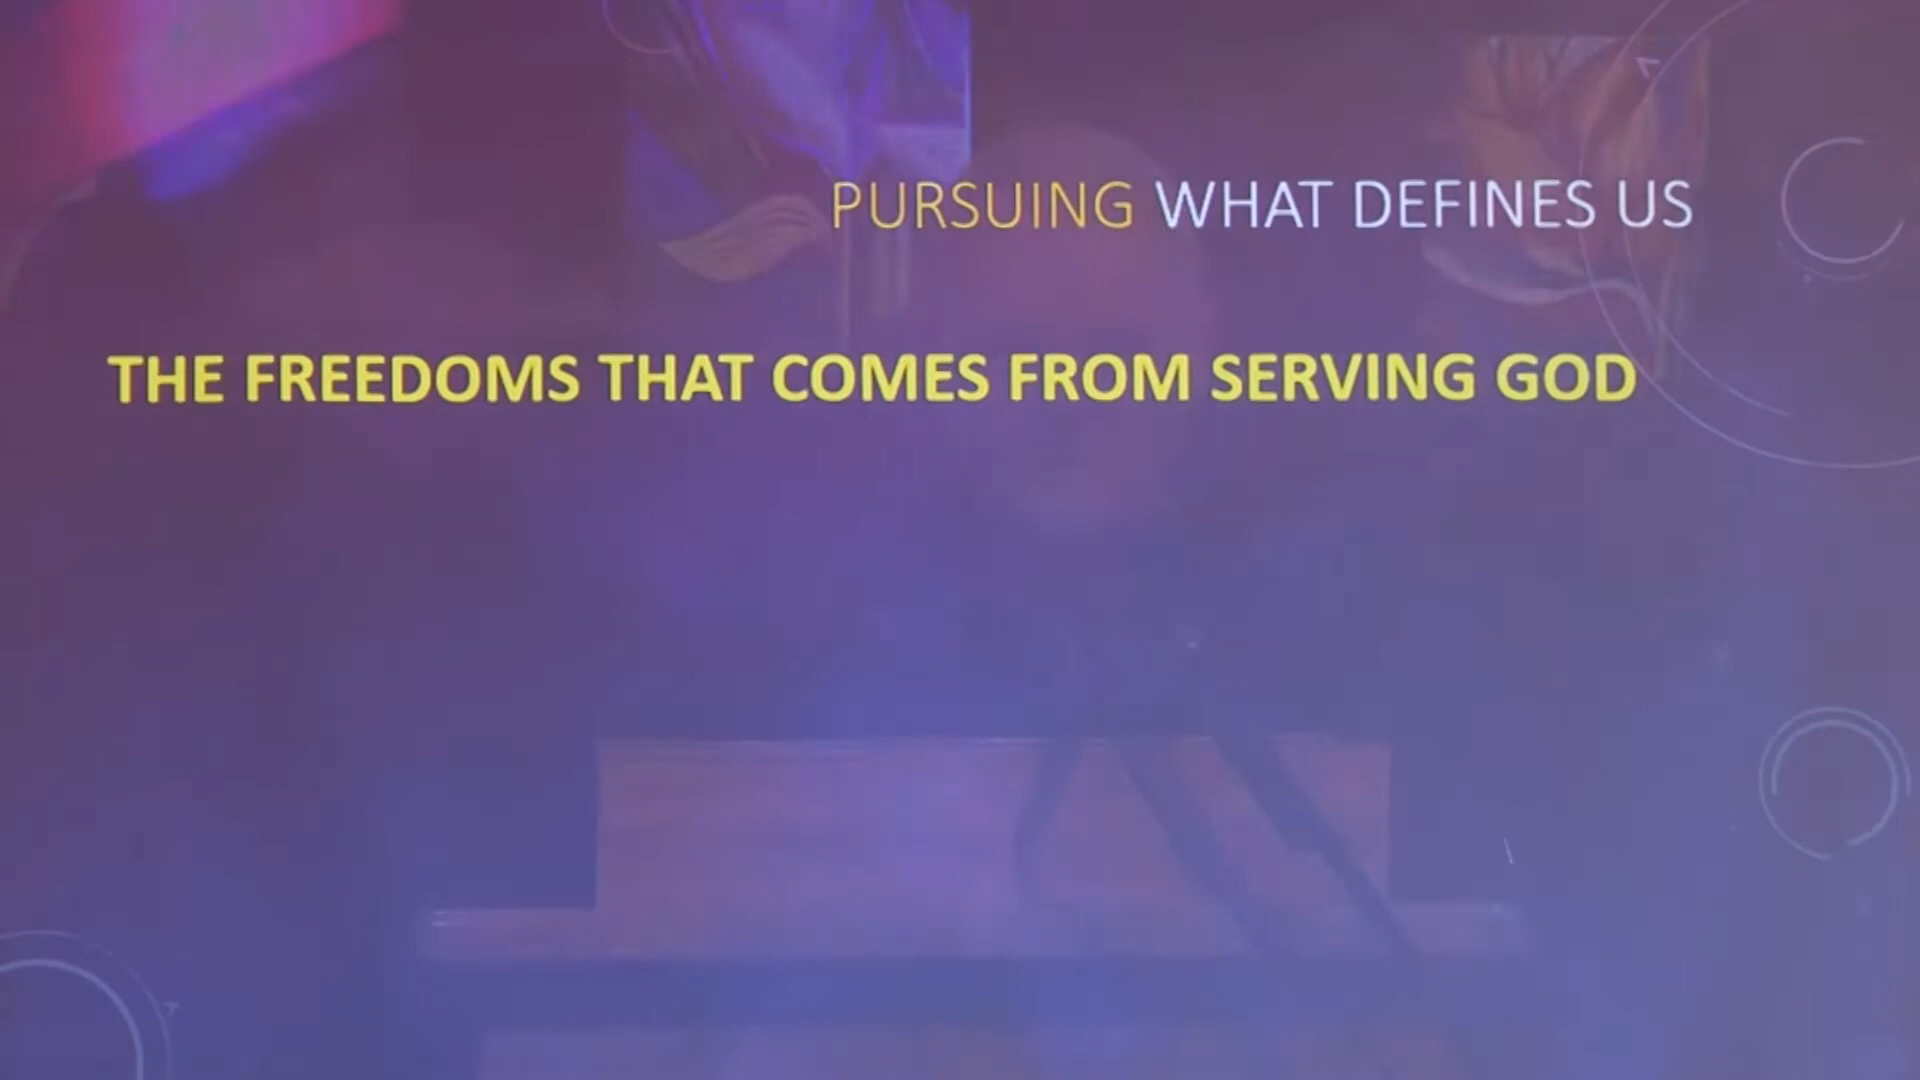 PURSUING WHAT DEFINES US
THE FREEDOMS THAT COMES FROM SERVING GOD